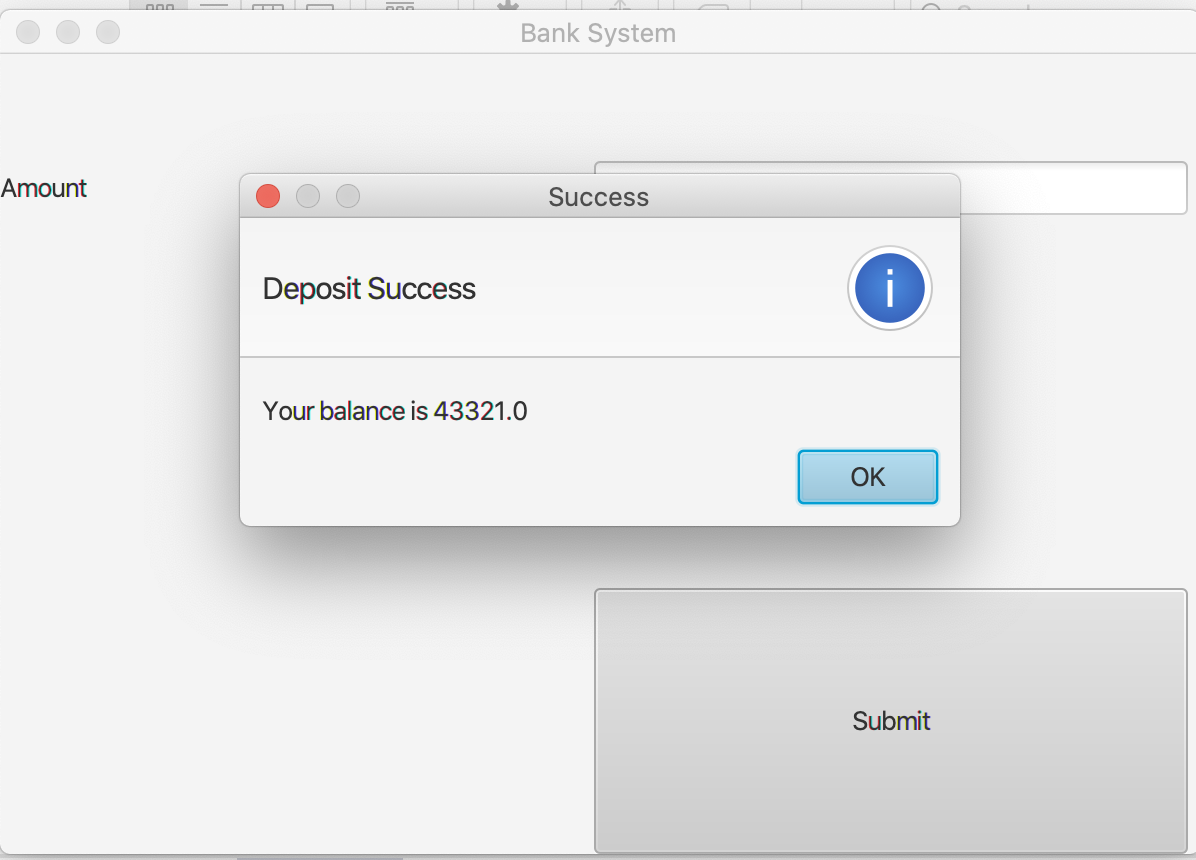 Bank System
Amount
Success
Deposit Success
i
Your balance is 43321.0
OK
Submit